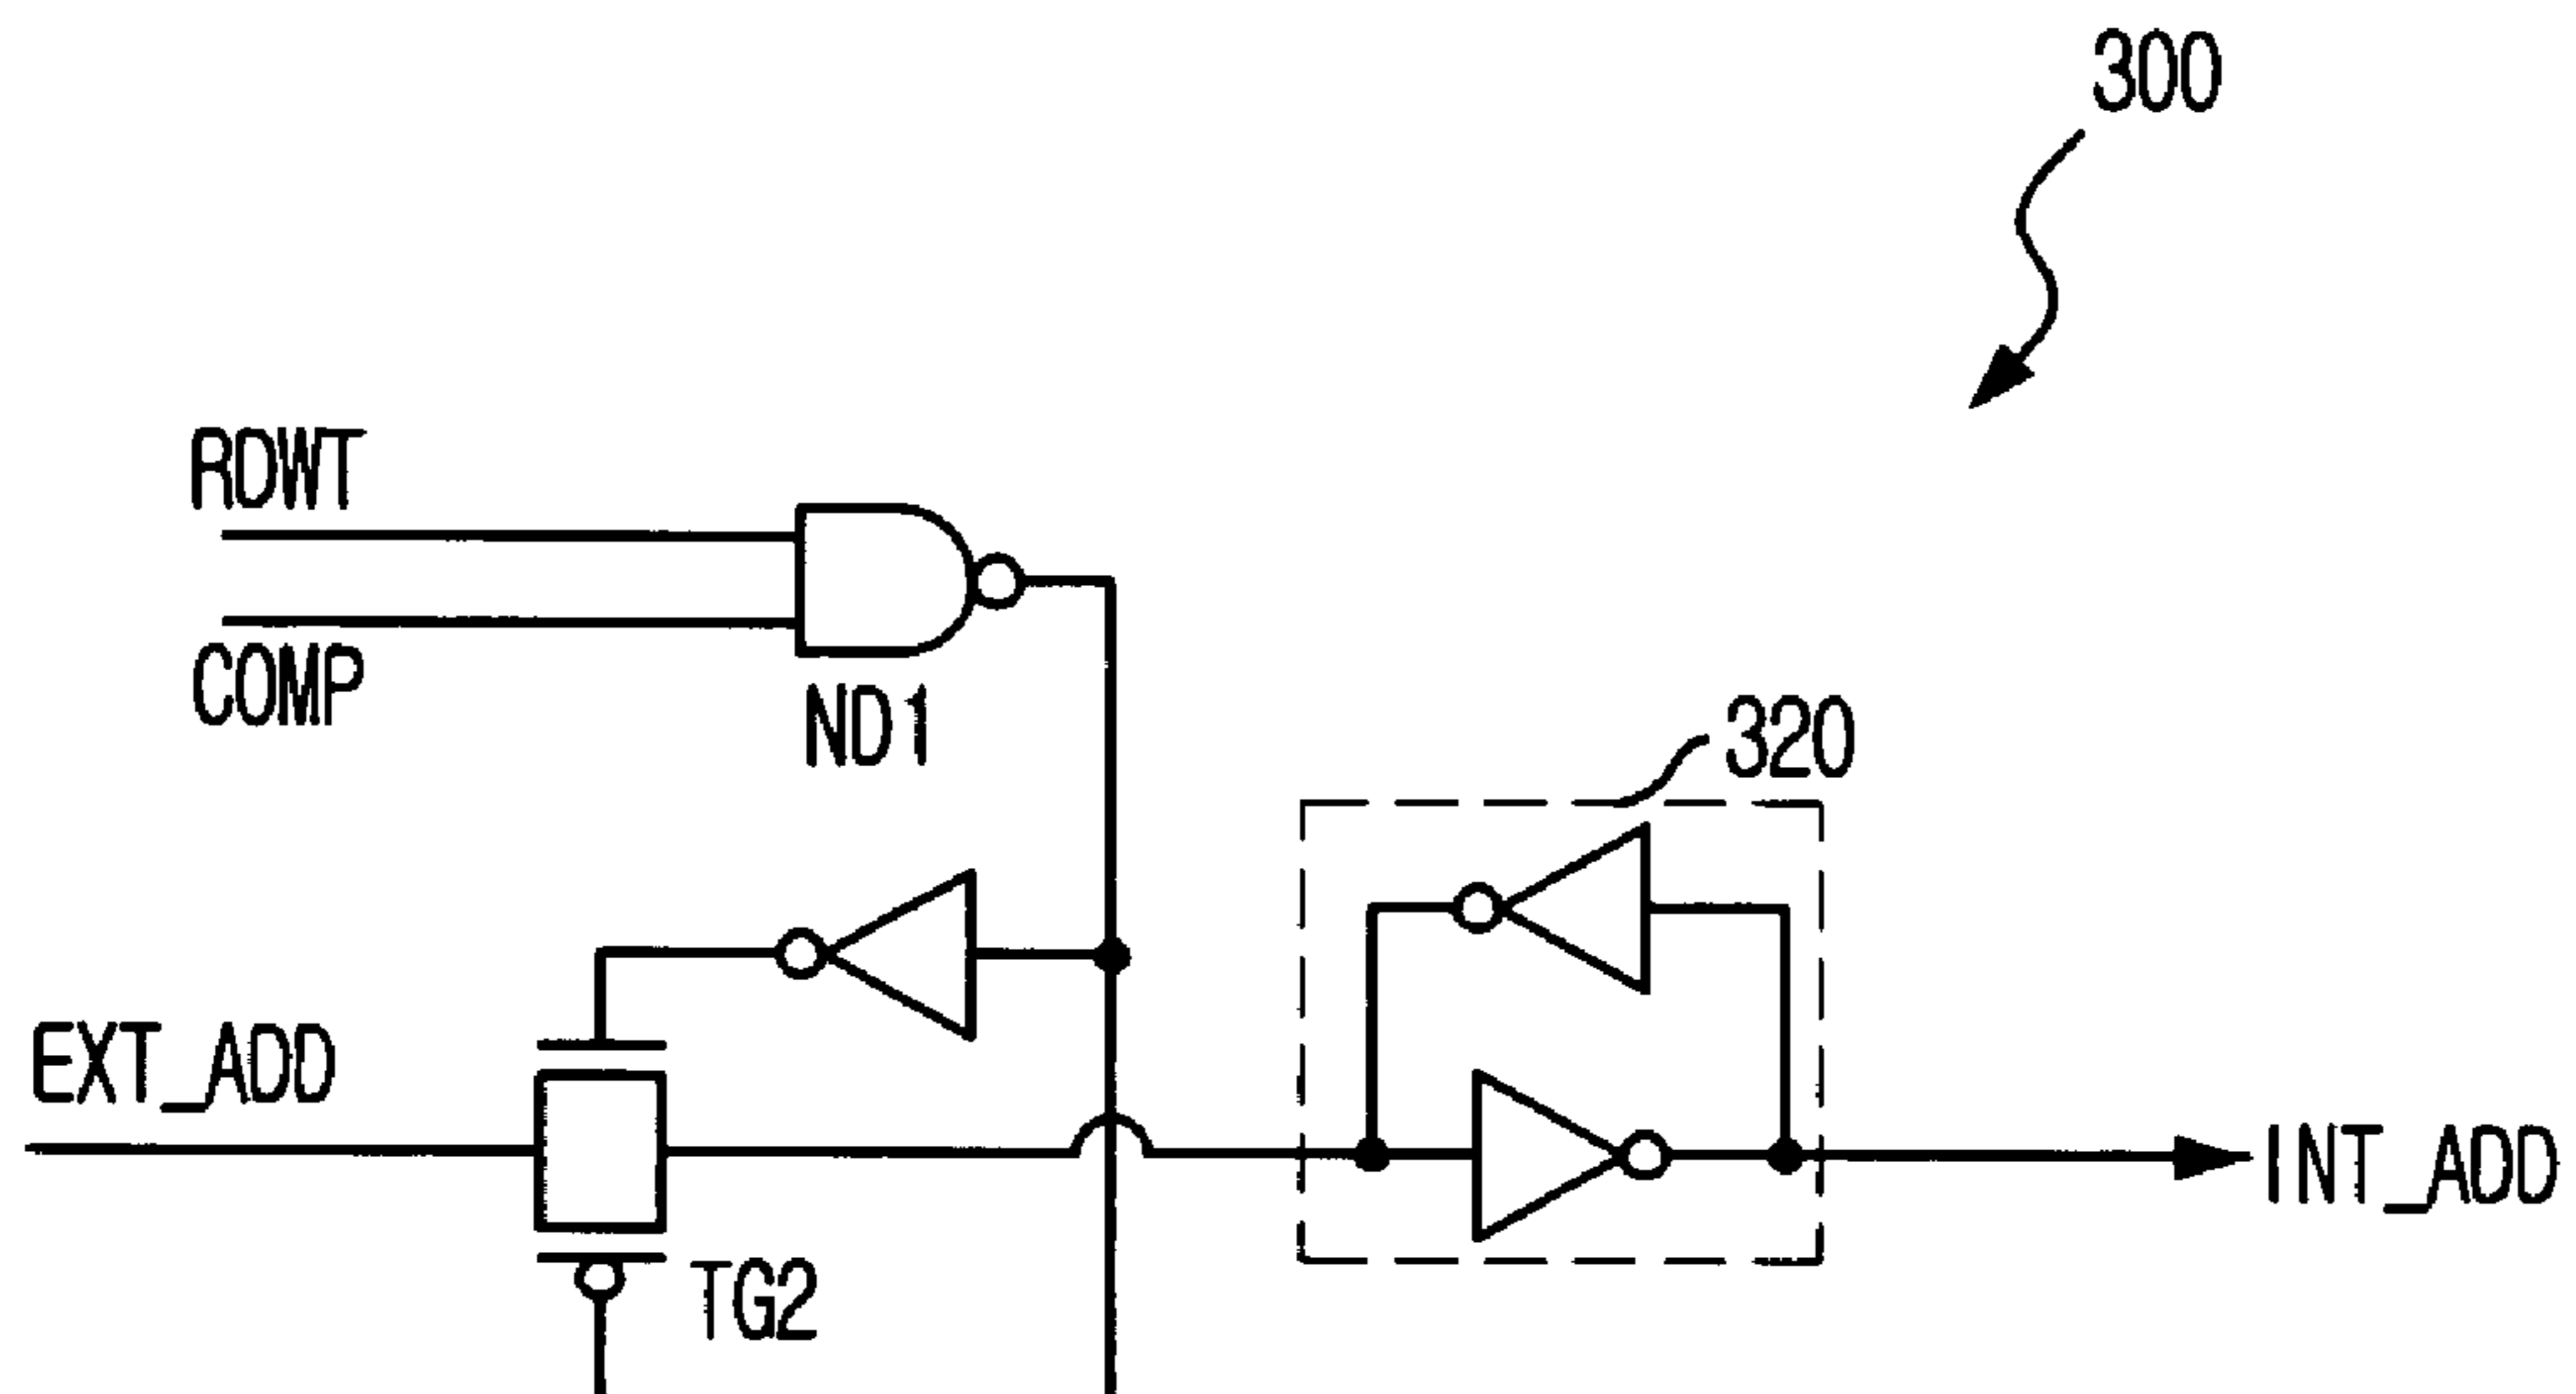 300
RDWT
COMP
ND1
320
EXT_ADD
INT_ADD
TG2